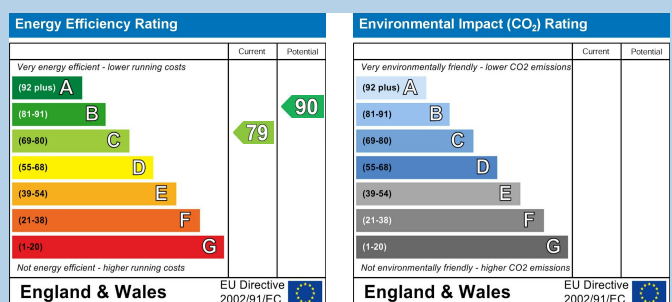 Energy Efficiency Rating
Current Potential
Very energy efficient - lower running costs
(92 plus) A
(81-91) B
90
(69-80) C
79
(55-68) D
(39-54) E
(21-38) F
(1-20) G
Not energy efficient - higher running costs
England & Wales
EU Directive
2002/91/EC
Environmental Impact (CO₂) Rating
Current Potential
Very environmentally friendly - lower CO2 emissions
(92 plus) A
(81-91) B
(69-80) C
(55-68) D
(39-54) E
(21-38) F
(1-20) G
Not environmentally friendly - higher CO2 emissions
England & Wales
EU Directive
2002/91/EC